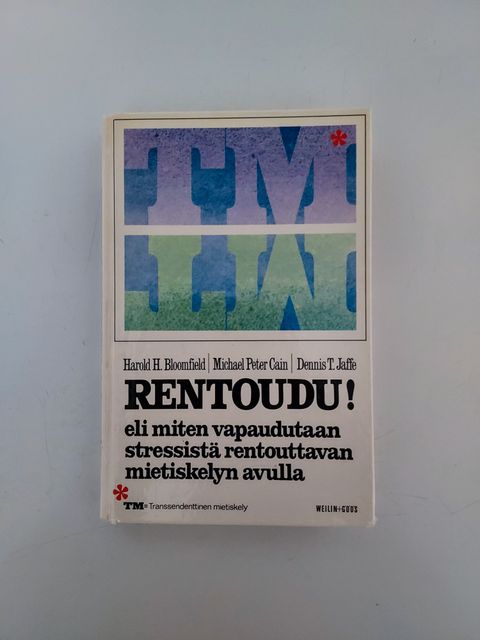 TM*
Harold H. Bloomfield | Michael Peter Cain | Dennis T. Jaffe
RENTOUDU!
eli miten vapaudutaan
stressistä rentouttavan
mietiskelyn avulla
*TM=Transsendenttinen mietiskely
WEILIN+GÖÖS